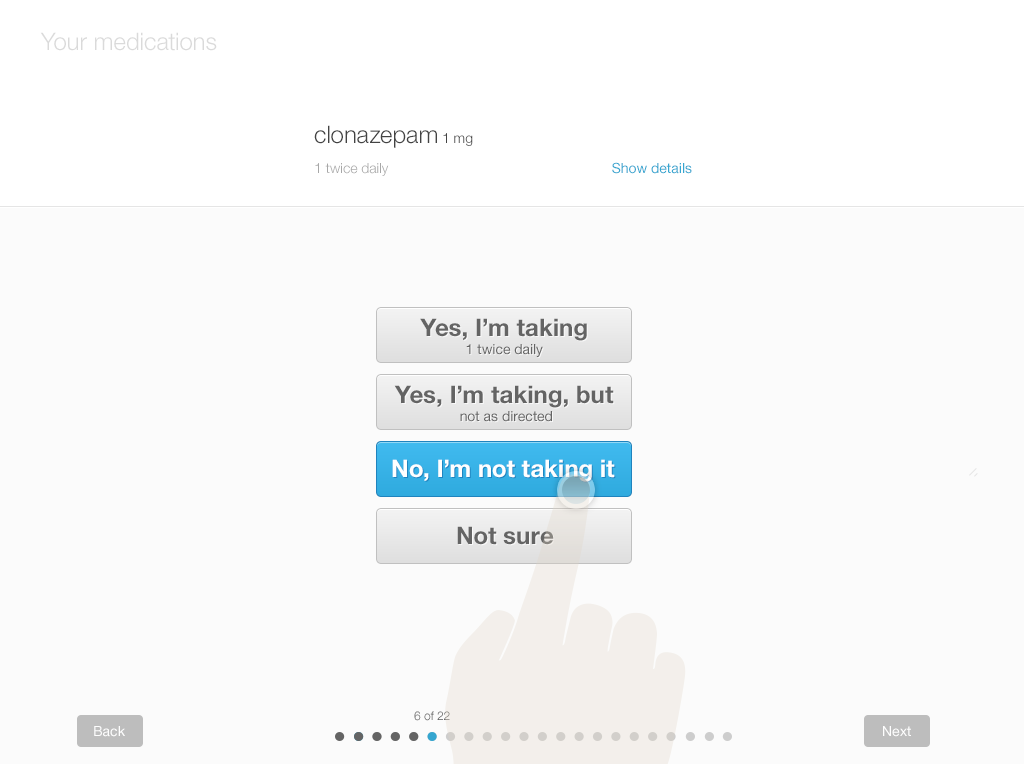 Your medications
clonazepam 1 mg
1 twice daily
Show details
Yes, I’m taking
1 twice daily
Yes, I’m taking, but
not as directed
No, I’m not taking it
Not sure
6 of 22
Back
Next